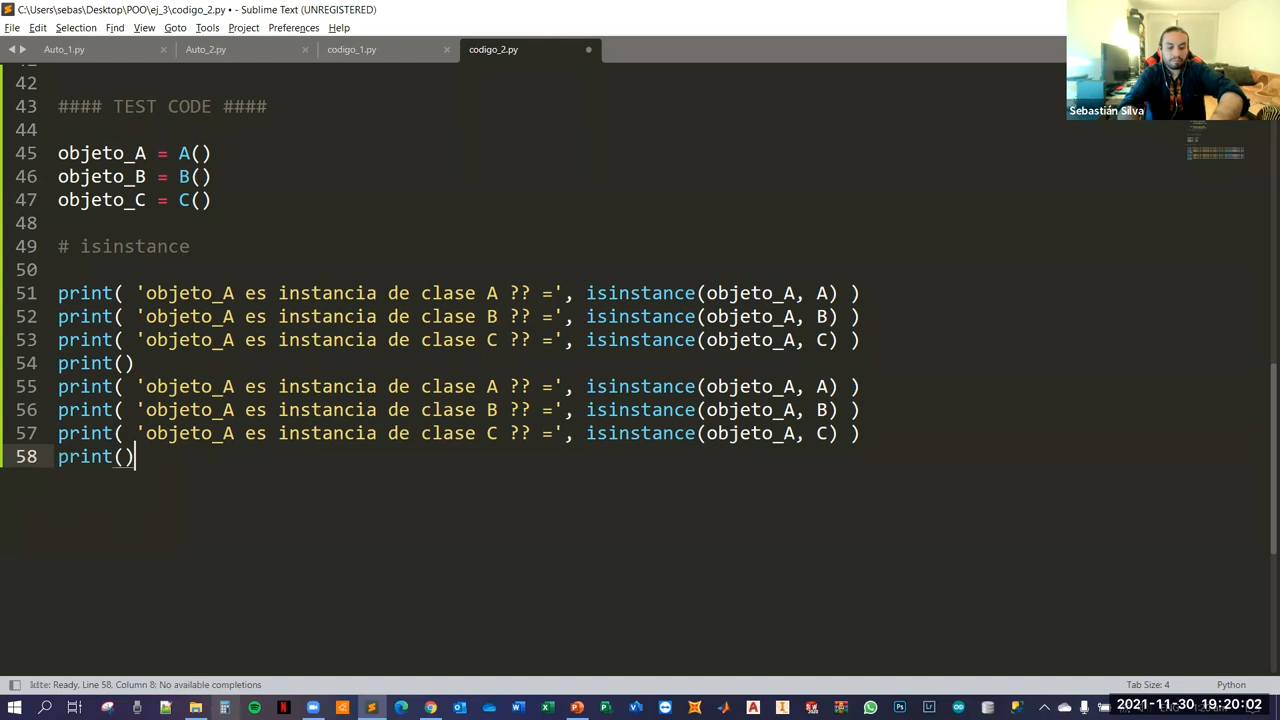 C:\Users\sebas\Desktop\POO\ej_3\codigo_2.py • - Sublime Text (UNREGISTERED)
File Edit Selection Find View Goto Tools Project Preferences Help
Auto_1.py Auto_2.py codigo_1.py codigo_2.py
Sebastián Silva
42
43 #### TEST CODE ####
44
45 objeto_A = A()
46 objeto_B = B()
47 objeto_C = C()
48
49 # isinstance
50
51 print( 'objeto_A es instancia de clase A ?? =', isinstance(objeto_A, A) )
52 print( 'objeto_A es instancia de clase B ?? =', isinstance(objeto_A, B) )
53 print( 'objeto_A es instancia de clase C ?? =', isinstance(objeto_A, C) )
54 print()
55 print( 'objeto_A es instancia de clase A ?? =', isinstance(objeto_A, A) )
56 print( 'objeto_A es instancia de clase B ?? =', isinstance(objeto_A, B) )
57 print( 'objeto_A es instancia de clase C ?? =', isinstance(objeto_A, C) )
58 print()
Ready, Line 58, Column 8: No available completions Tab Size: 4 Python
2021-11-30 19:20:02